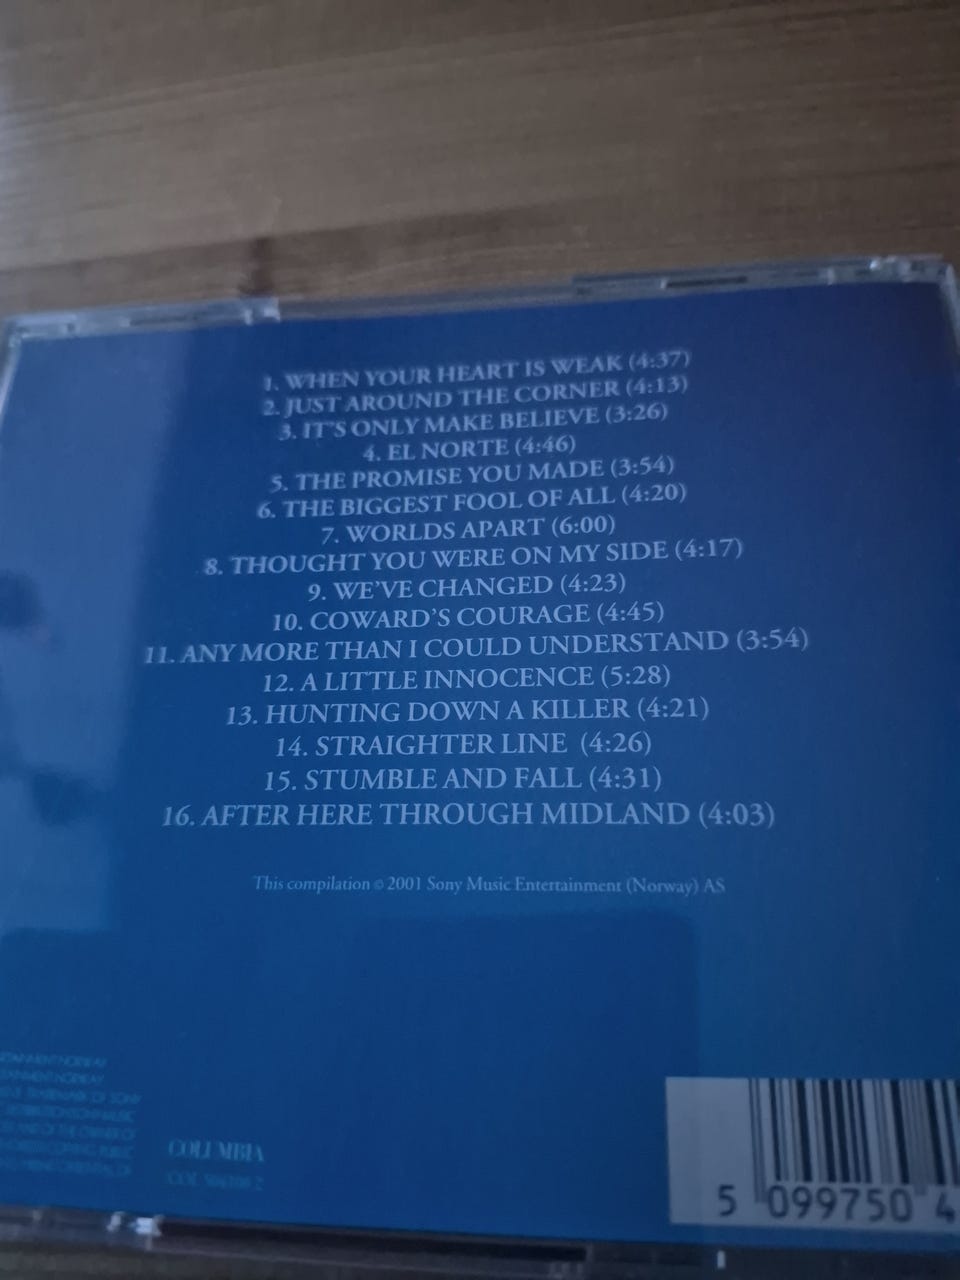 1. WHEN YOUR HEART IS WEAK (4:37)
2. JUST AROUND THE CORNER (4:13)
3. IT'S ONLY MAKE BELIEVE (3:26)
4. EL NORTE (4:46)
5. THE PROMISE YOU MADE (3:54)
6. THE BIGGEST FOOL OF ALL (4:20)
7. WORLDS APART (6:00)
8. THOUGHT YOU WERE ON MY SIDE (4:17)
9. WE'VE CHANGED (4:23)
10. COWARD'S COURAGE (4:45)
11. ANY MORE THAN I COULD UNDERSTAND (3:54)
12. A LITTLE INNOCENCE (5:28)
13. HUNTING DOWN A KILLER (4:21)
14. STRAIGHTER LINE (4:26)
15. STUMBLE AND FALL (4:31)
16. AFTER HERE THROUGH MIDLAND (4:03)
This compilation © 2001 Sony Music Entertainment (Norway) AS
TRADEMARK OF SONY
COLUMBIA
COL
5 099750 4